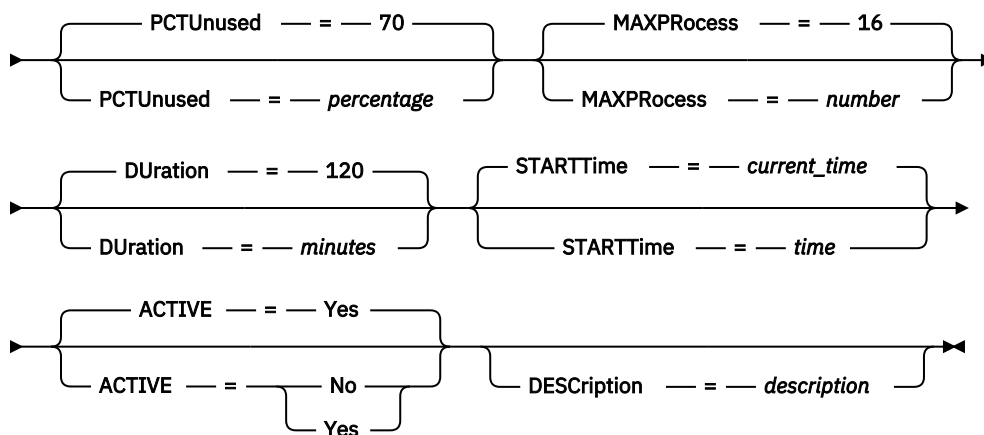 PCTUnused = 70 MAXPRocess = 16
PCTUnused = percentage MAXPRocess = number
DUration = 120 STARTTime = current_time
DUration = minutes STARTTime = time
ACTIVE = Yes
ACTIVE = No DESCription = description
Yes